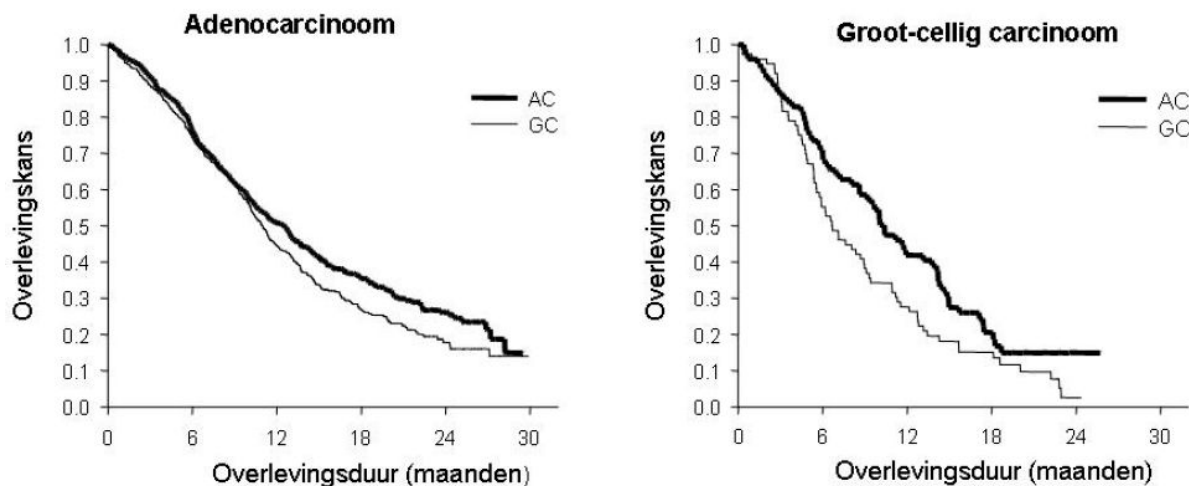 Adenocarcinoom
1.0
0.9
0.8
0.7
0.6
0.5
0.4
0.3
0.2
0.1
0.0
Overlevingskans
AC
GC
0 6 12 18 24 30
Overlevingsduur (maanden)
Groot-cellig carcinoom
1.0
0.9
0.8
0.7
0.6
0.5
0.4
0.3
0.2
0.1
0.0
Overlevingskans
AC
GC
0 6 12 18 24 30
Overlevingsduur (maanden)